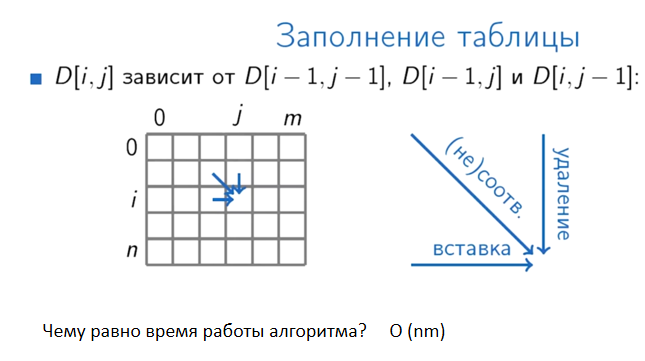 Заполнение таблицы
D[i, j] зависит от D[i − 1, j − 1], D[i − 1, j] и D[i, j − 1]:
0 j m
0
i
n
(не)соотв.
удаление
вставка
Чему равно время работы алгоритма? O (nm)